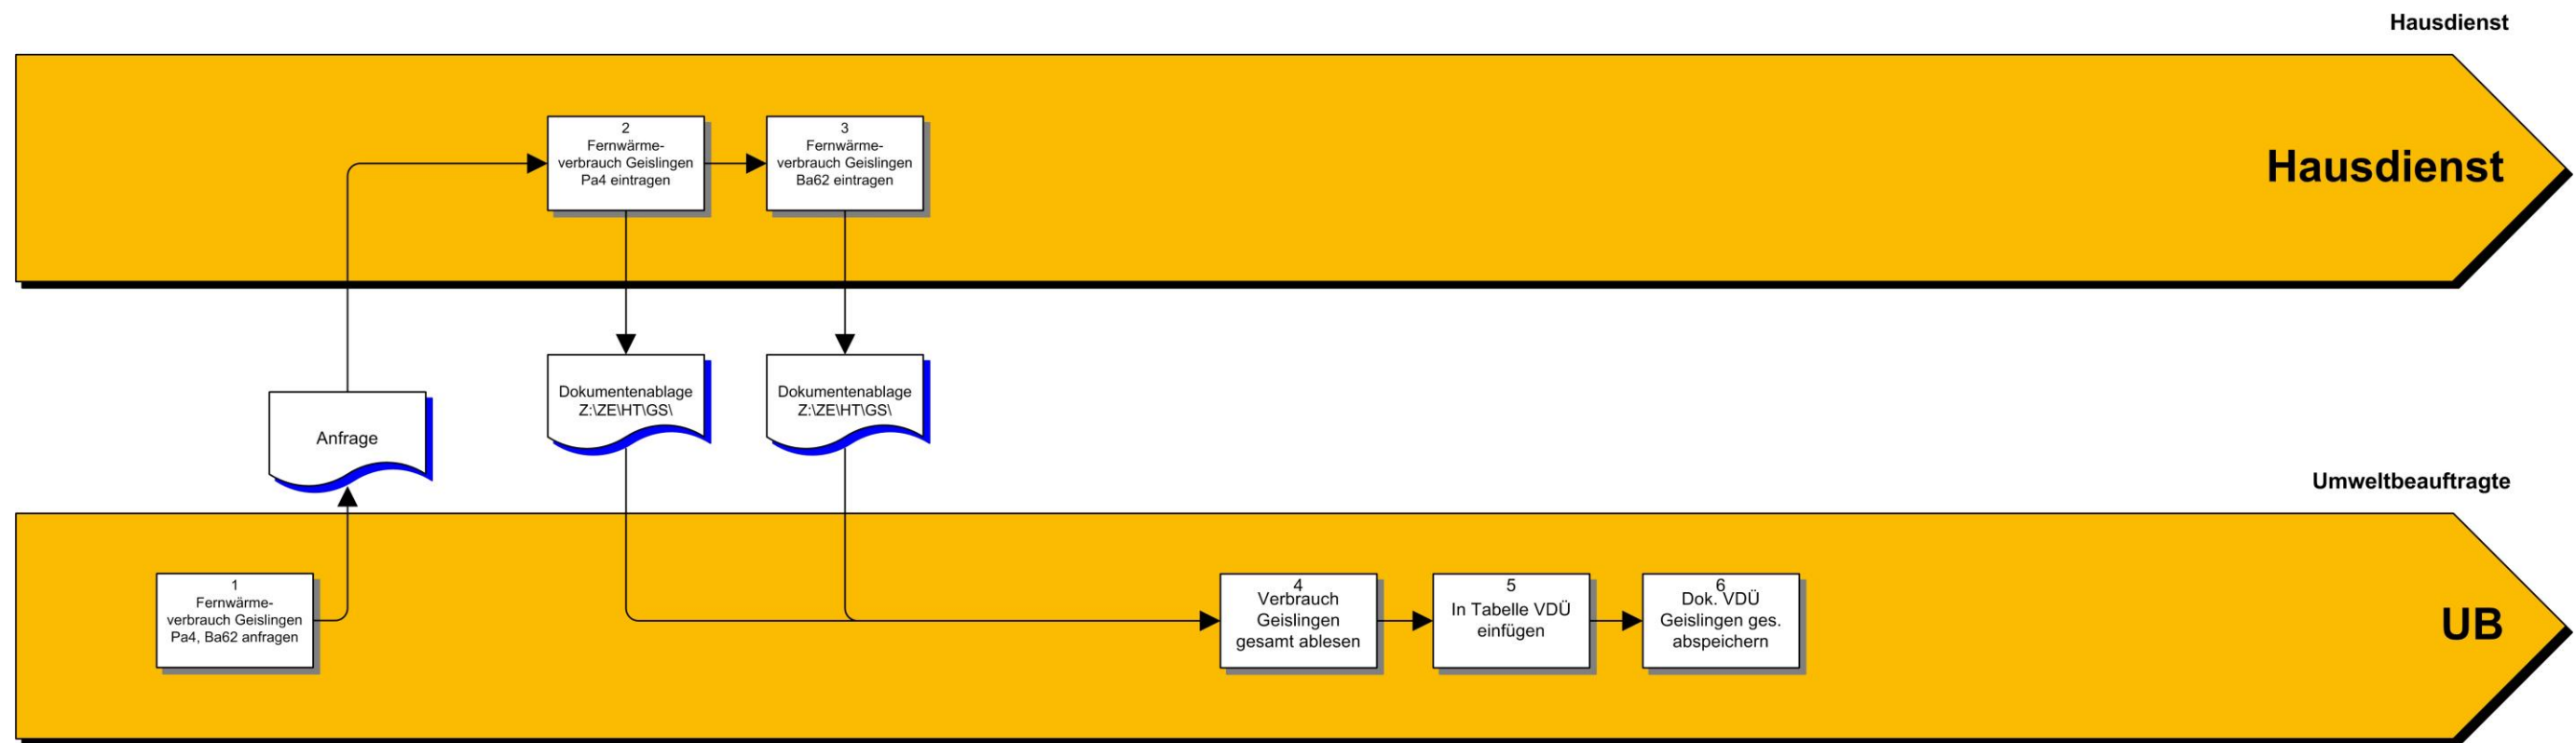 Hausdienst
Hausdienst
2
Fernwärme-
verbrauch Geislingen
Pa4 eintragen
3
Fernwärme-
verbrauch Geislingen
Ba62 eintragen
Anfrage
Dokumentenablage
Z:\ZE\HT\GS\
Dokumentenablage
Z:\ZE\HT\GS\
Umweltbeauftragte
UB
1
Fernwärme-
verbrauch Geislingen
Pa4, Ba62 anfragen
4
Verbrauch
Geislingen
gesamt ablesen
5
In Tabelle VDÜ
einfügen
6
Dok. VDÜ
Geislingen ges.
abspeichern